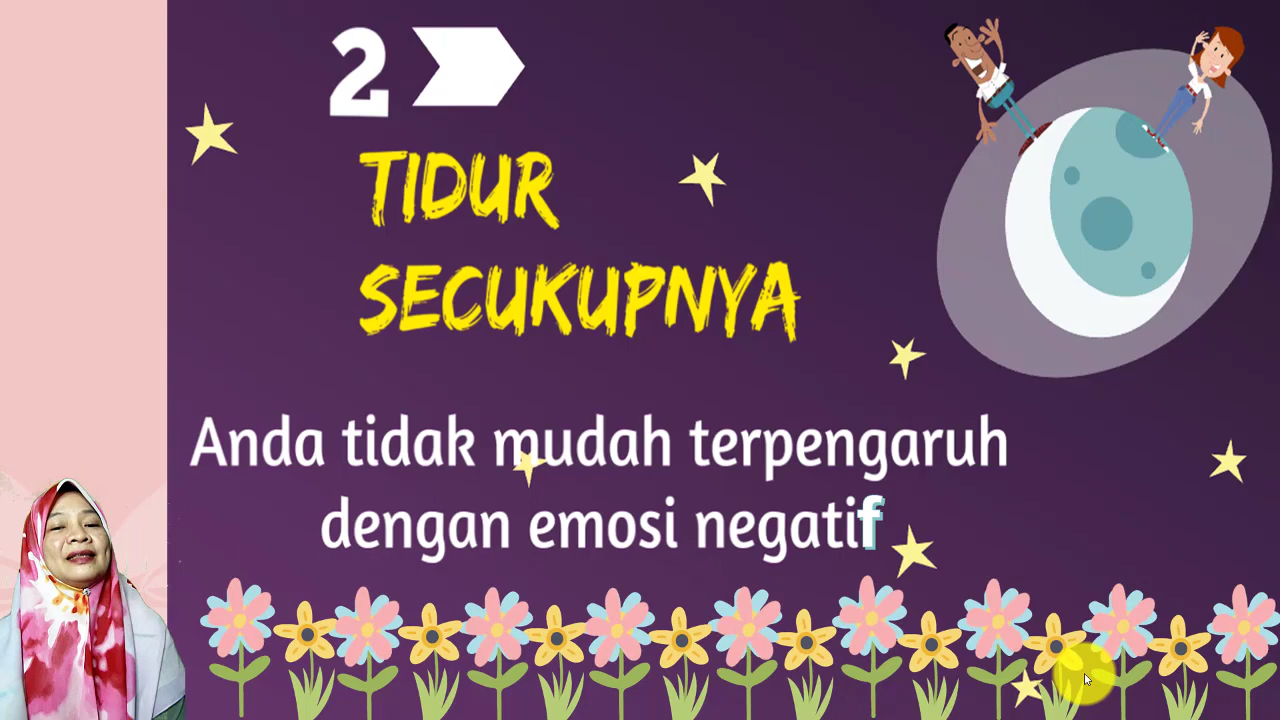 2
TIDUR
SECUKUPNYA
Anda tidak mudah terpengaruh
dengan emosi negatif